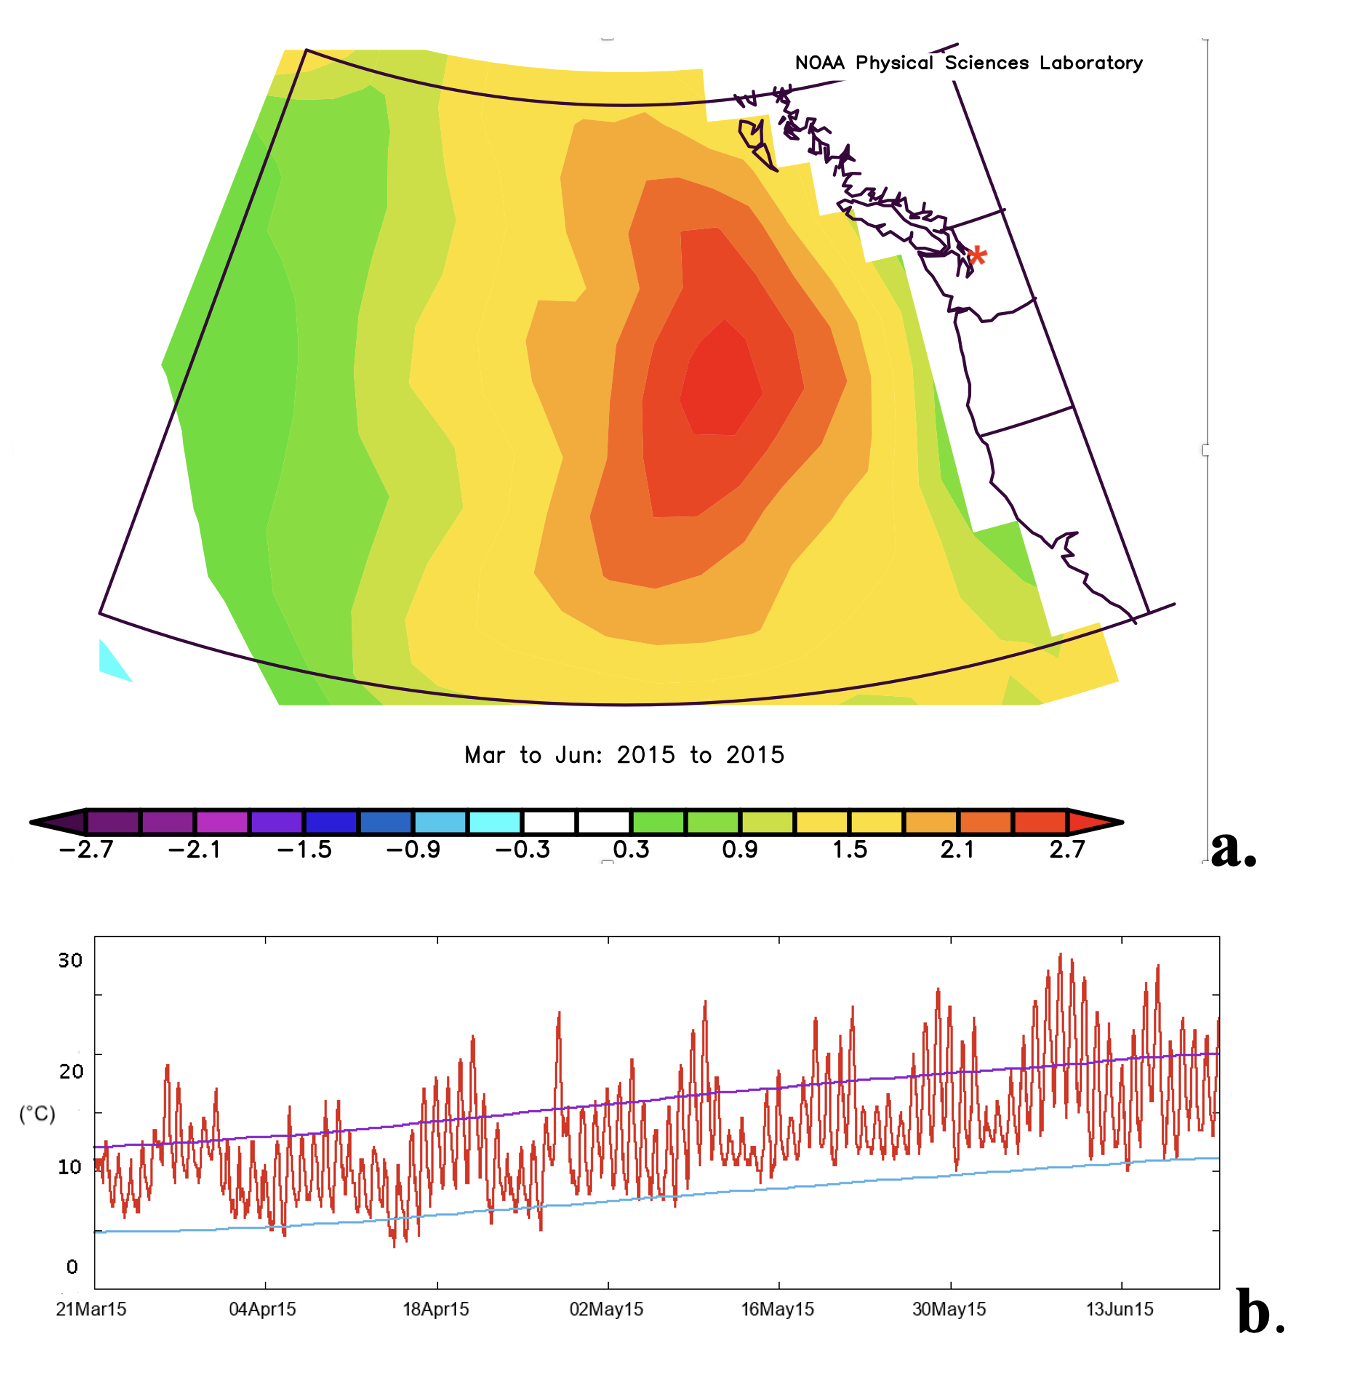 NOAA Physical Sciences Laboratory
*
Mar to Jun: 2015 to 2015
−2.7 −2.1 −1.5 −0.9 −0.3 0.3 0.9 1.5 2.1 2.7
a.
30
20
(°C)
10
0
21Mar15 04Apr15 18Apr15 02May15 16May15 30May15 13Jun15
b.